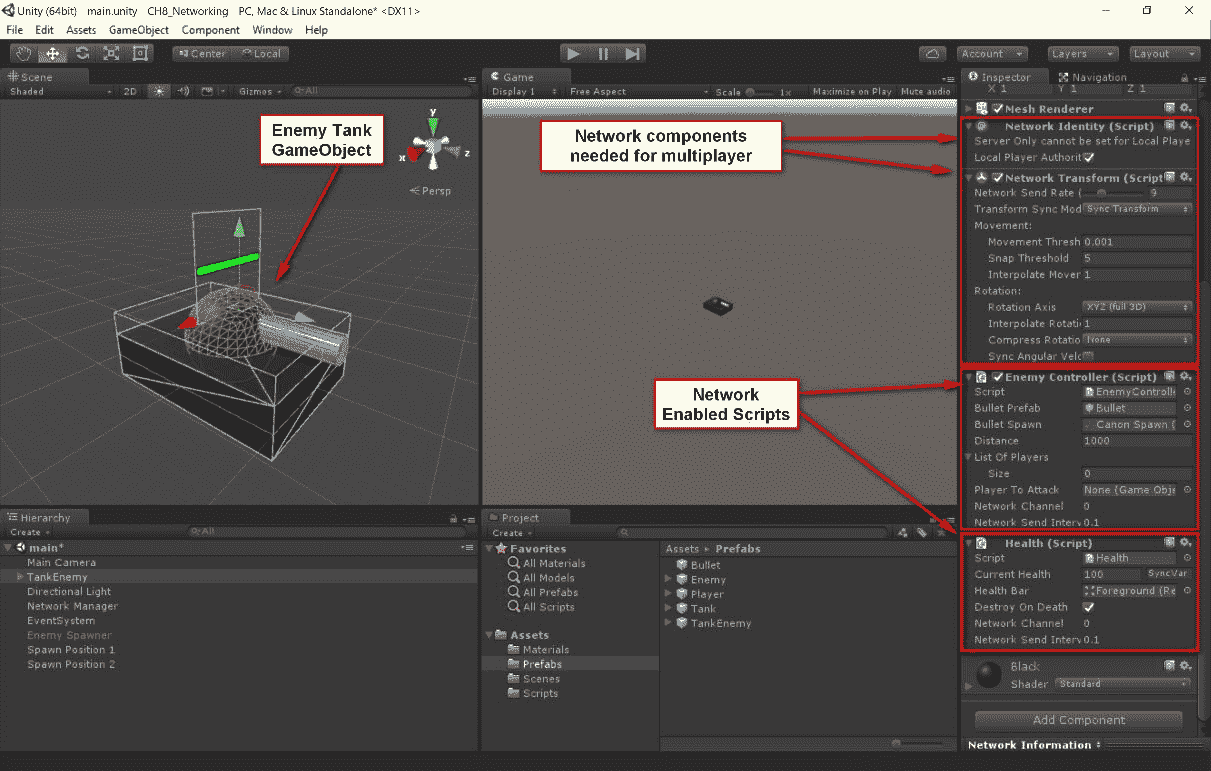 Unity (64bit) main.unity CH8_Networking PC, Mac & Linux Standalone* <DX11>
File Edit Assets GameObject Component Window Help
Center Local
Account Layers Layout
Scene
Shaded 2D Gizmos All
Enemy Tank
GameObject
y
x
z
Persp
Game
Display 1 Free Aspect Scale 1x Maximize on Play Mute audio
Network components
needed for multiplayer
Network
Enabled Scripts
Inspector Navigation
X 1 Y 1 Z 1
Mesh Renderer
Network Identity (Script)
Server Only cannot be set for Local Playe
Local Player Authorit
Network Transform (Script
Network Send Rate ( 9
Transform Sync Mod Sync Transform
Movement:
Movement Thresh 0.001
Snap Threshold 5
Interpolate Mover 1
Rotation:
Rotation Axis XYZ (full 3D)
Interpolate Rotati 1
Compress Rotatio None
Sync Angular Velc
Enemy Controller (Script)
Script EnemyControlle
Bullet Prefab Bullet
Bullet Spawn Canon Spawn (
Distance 1000
List Of Players
Size 0
Player To Attack None (Game Obje
Network Channel 0
Network Send Interv 0.1
Health (Script)
Script Health
Current Health 100 SyncVar
Health Bar Foreground (Re
Destroy On Death
Network Channel 0
Network Send Interv 0.1
Black
Shader Standard
Add Component
Network Information
Hierarchy
Create All
main*
Main Camera
TankEnemy
Directional Light
Network Manager
EventSystem
Enemy Spawner
Spawn Position 1
Spawn Position 2
Project
Create
Favorites
All Materials
All Models
All Prefabs
All Scripts
Assets
Materials
Prefabs
Scenes
Scripts
Assets Prefabs
Bullet
Enemy
Player
Tank
TankEnemy